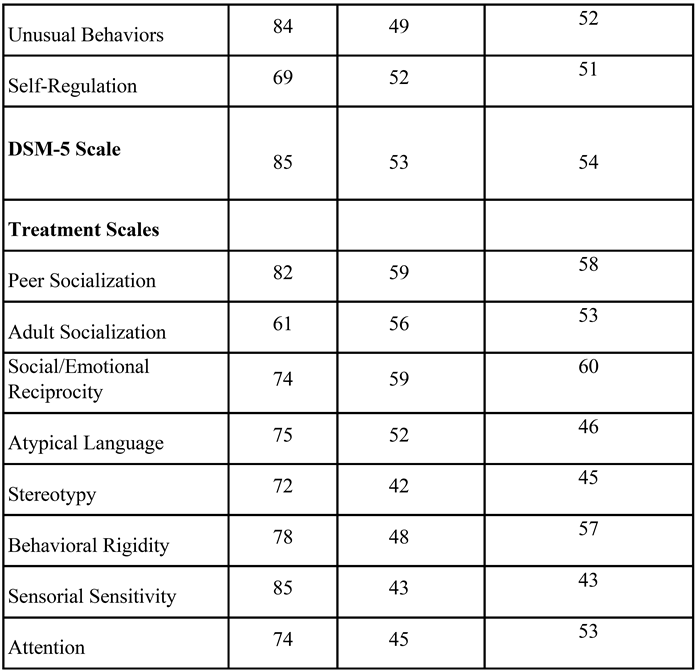 Unusual Behaviors 84 49 52
Self-Regulation 69 52 51
DSM-5 Scale 85 53 54
Treatment Scales
Peer Socialization 82 59 58
Adult Socialization 61 56 53
Social/Emotional
Reciprocity 74 59 60
Atypical Language 75 52 46
Stereotypy 72 42 45
Behavioral Rigidity 78 48 57
Sensorial Sensitivity 85 43 43
Attention 74 45 53